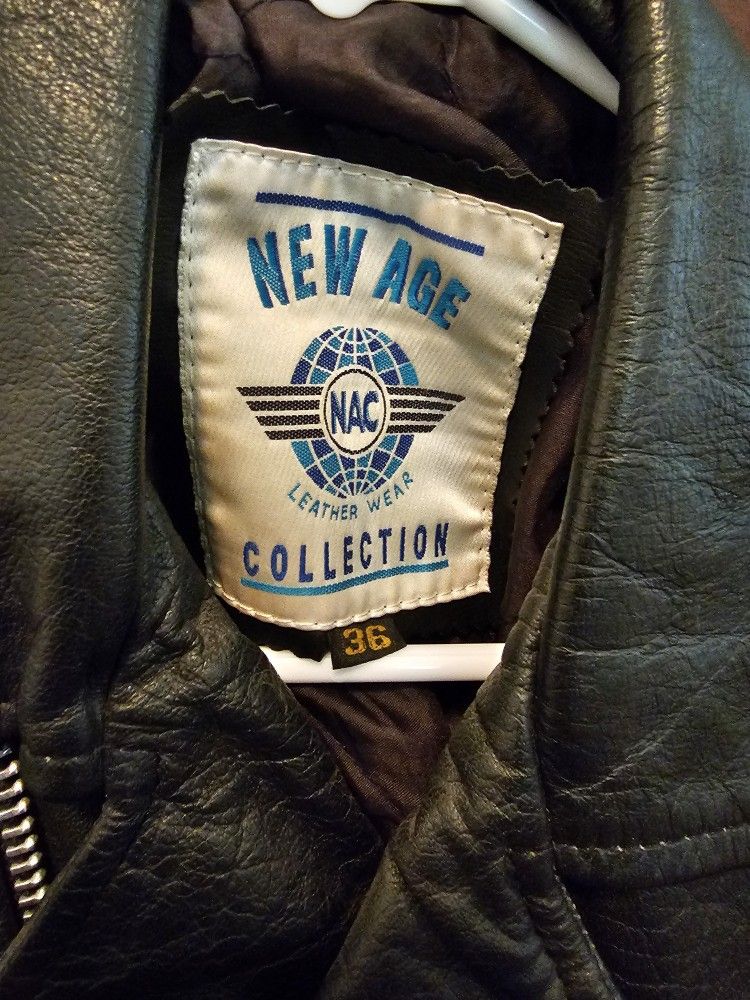 NEW AGE
NAC
LEATHER WEAR
COLLECTION
36